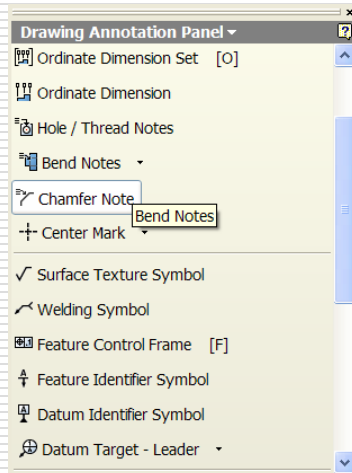 Drawing Annotation Panel
Ordinate Dimension Set [O]
Ordinate Dimension
Hole / Thread Notes
Bend Notes
Chamfer Note
Bend Notes
Center Mark
Surface Texture Symbol
Welding Symbol
Feature Control Frame [F]
Feature Identifier Symbol
Datum Identifier Symbol
Datum Target - Leader